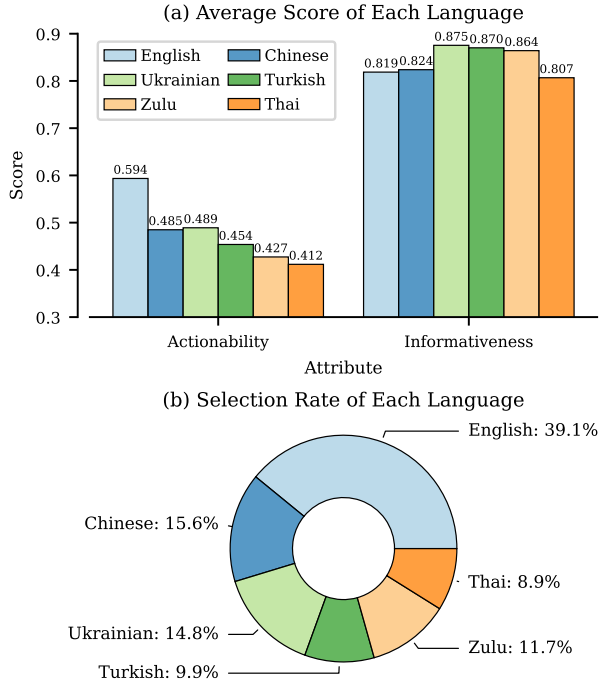 (a) Average Score of Each Language
0.9
0.8
0.7
0.6
0.5
0.4
0.3
Score
English
Chinese
Ukrainian
Turkish
Zulu
Thai
0.594
0.485
0.489
0.454
0.427
0.412
0.819
0.824
0.875
0.870
0.864
0.807
Actionability
Informativeness
Attribute
(b) Selection Rate of Each Language
English: 39.1%
Chinese: 15.6%
Thai: 8.9%
Ukrainian: 14.8%
Zulu: 11.7%
Turkish: 9.9%